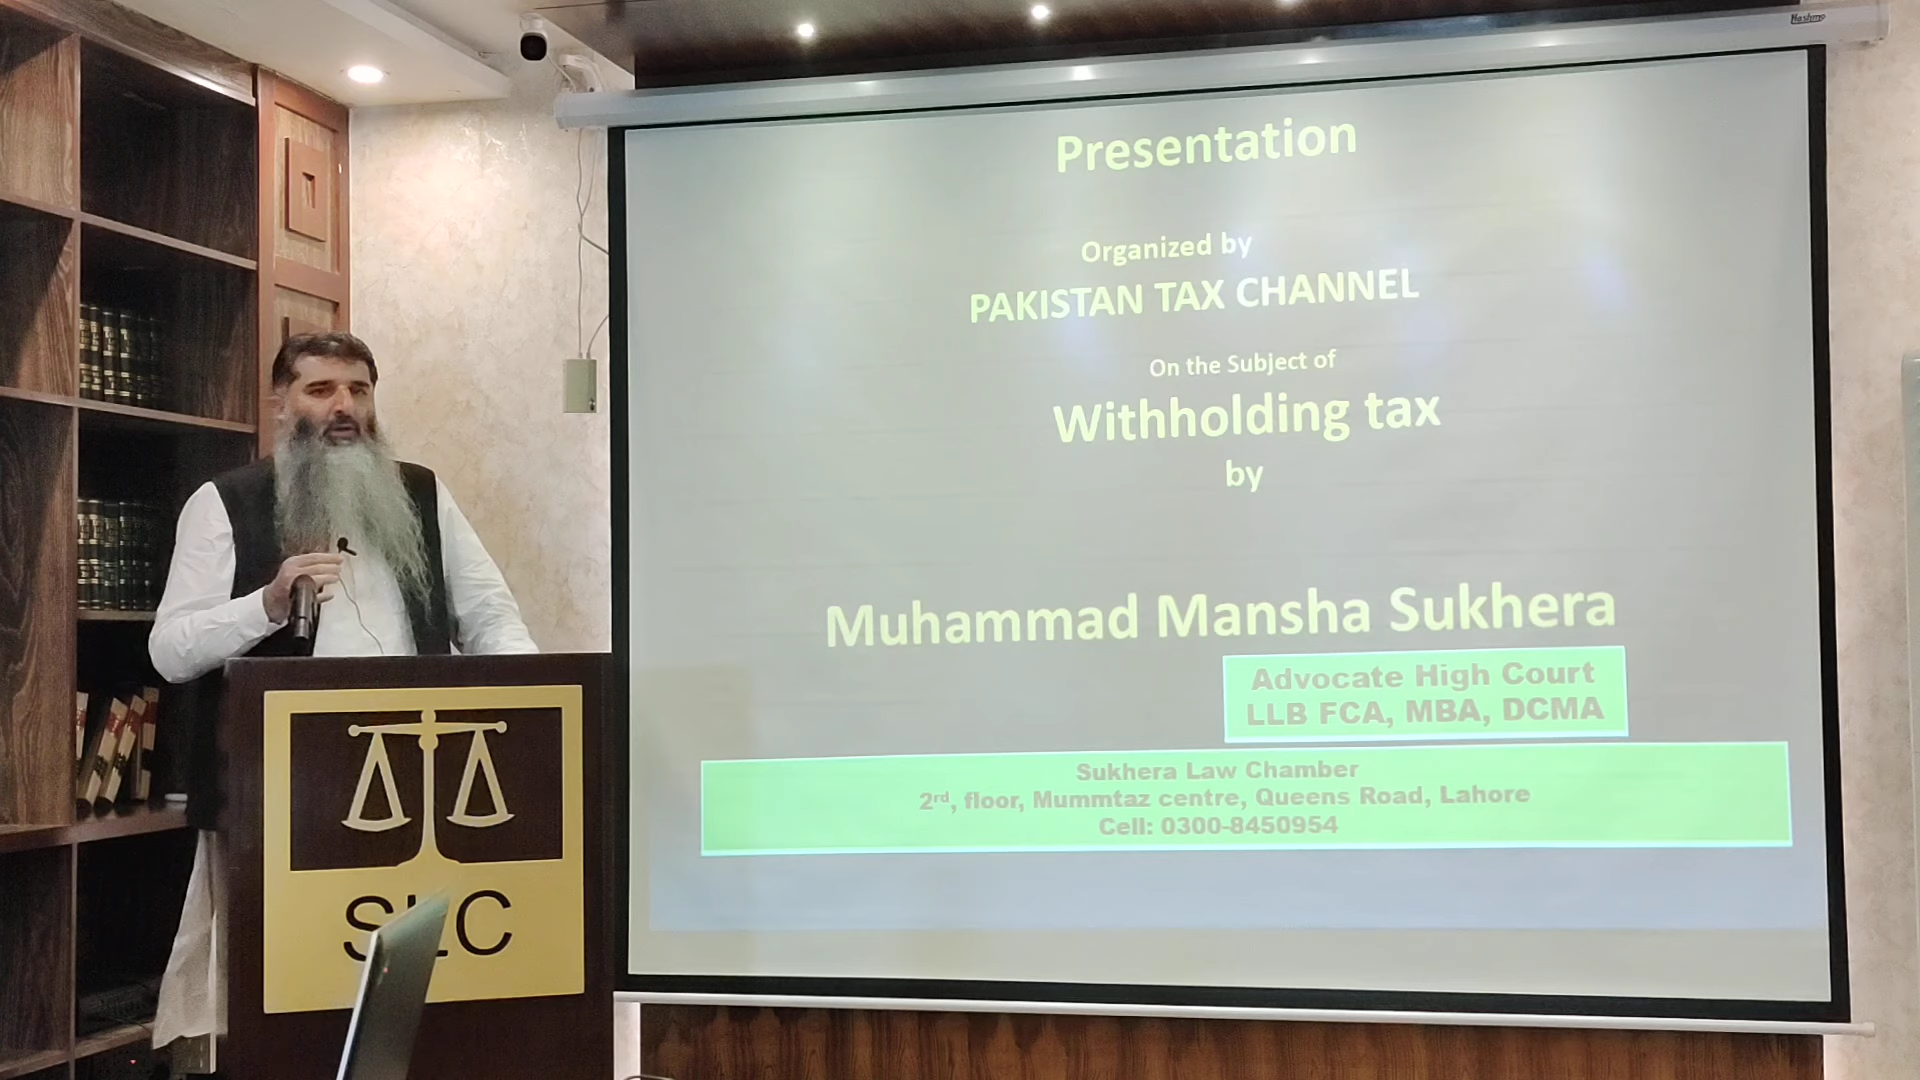 Nashmo
Presentation
Organized by
PAKISTAN TAX CHANNEL
On the Subject of
Withholding tax
by
Muhammad Mansha Sukhera
Advocate High Court
LLB FCA, MBA, DCMA
Sukhera Law Chamber
2rd, floor, Mummtaz centre, Queens Road, Lahore
Cell: 0300-8450954
SLC